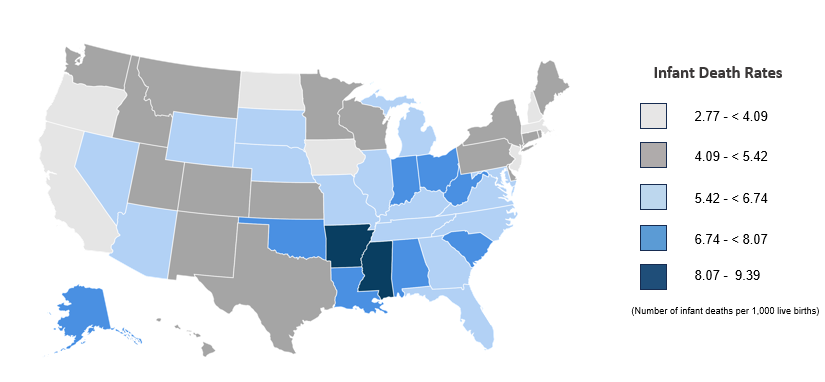 Infant Death Rates
2.77 - < 4.09
4.09 - < 5.42
5.42 - < 6.74
6.74 - < 8.07
8.07 - 9.39
(Number of infant deaths per 1,000 live births)